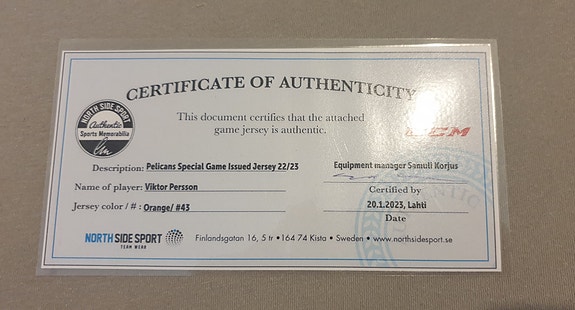 CERTIFICATE OF AUTHENTICITY
NORTH SIDE SPORT
Authentic
Sports Memorabilia
This document certifies that the attached
game jersey is authentic.
CCM
Description: Pelicans Special Game Issued Jersey 22/23
Equipment manager Samuli Korjus
Name of player: Viktor Persson
Certified by
Jersey color / # : Orange/ #43
20.1.2023, Lahti
Date
NORTH SIDE SPORT
TEAM WEAR
Finlandsgatan 16, 5 tr • 164 74 Kista • Sweden • www.northsidesport.se